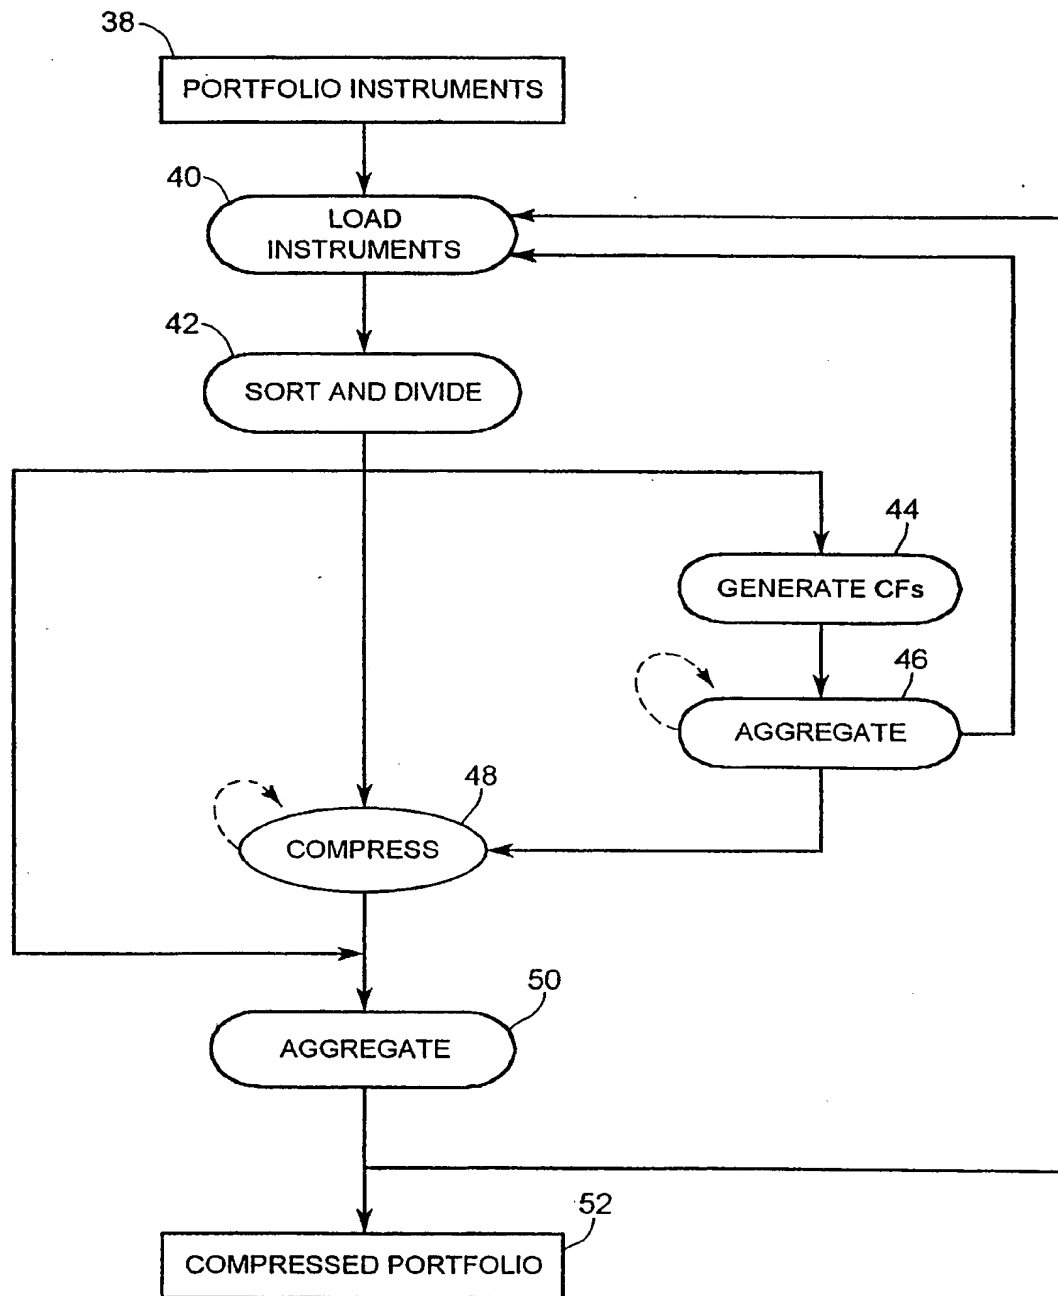 38
PORTFOLIO INSTRUMENTS
40
LOAD
INSTRUMENTS
42
SORT AND DIVIDE
44
GENERATE CFs
46
AGGREGATE
48
COMPRESS
50
AGGREGATE
52
COMPRESSED PORTFOLIO